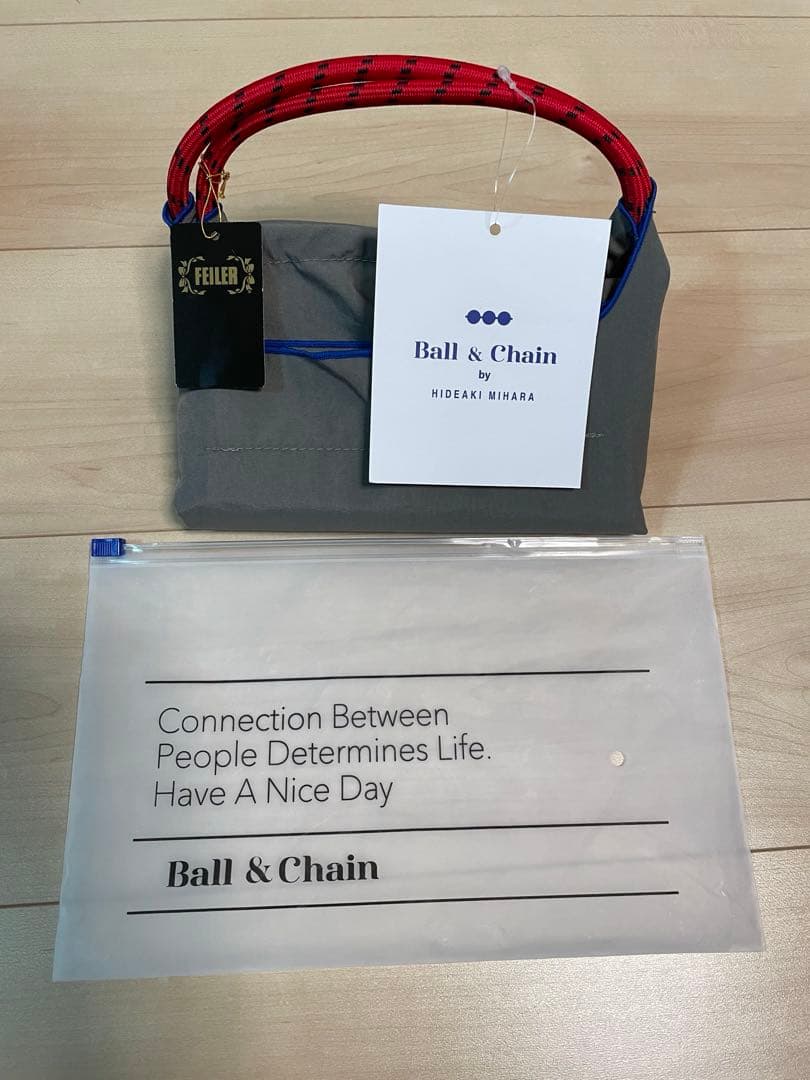 FEILER
Ball & Chain
by
HIDEAKI MIHARA
Connection Between
People Determines Life.
Have A Nice Day
Ball & Chain